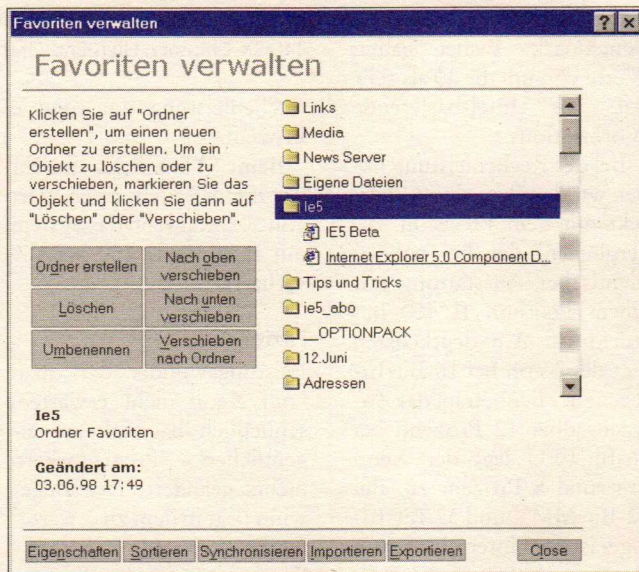 Favoriten verwalten
Favoriten verwalten
Klicken Sie auf "Ordner
erstellen", um einen neuen
Ordner zu erstellen. Um ein
Objekt zu löschen oder zu
verschieben, markieren Sie das
Objekt und klicken Sie dann auf
"Löschen" oder "Verschieben".
Ordner erstellen
Nach oben
verschieben
Löschen
Nach unten
verschieben
Umbenennen
Verschieben
nach Ordner...
Ie5
Ordner Favoriten
Geändert am:
03.06.98 17:49
Links
Media
News Server
Eigene Dateien
Ie5
IE5 Beta
Internet Explorer 5.0 Component D...
Tips und Tricks
ie5_abo
__OPTIONPACK
12.Juni
Adressen
Eigenschaften
Sortieren
Synchronisieren
Importieren
Exportieren
Close